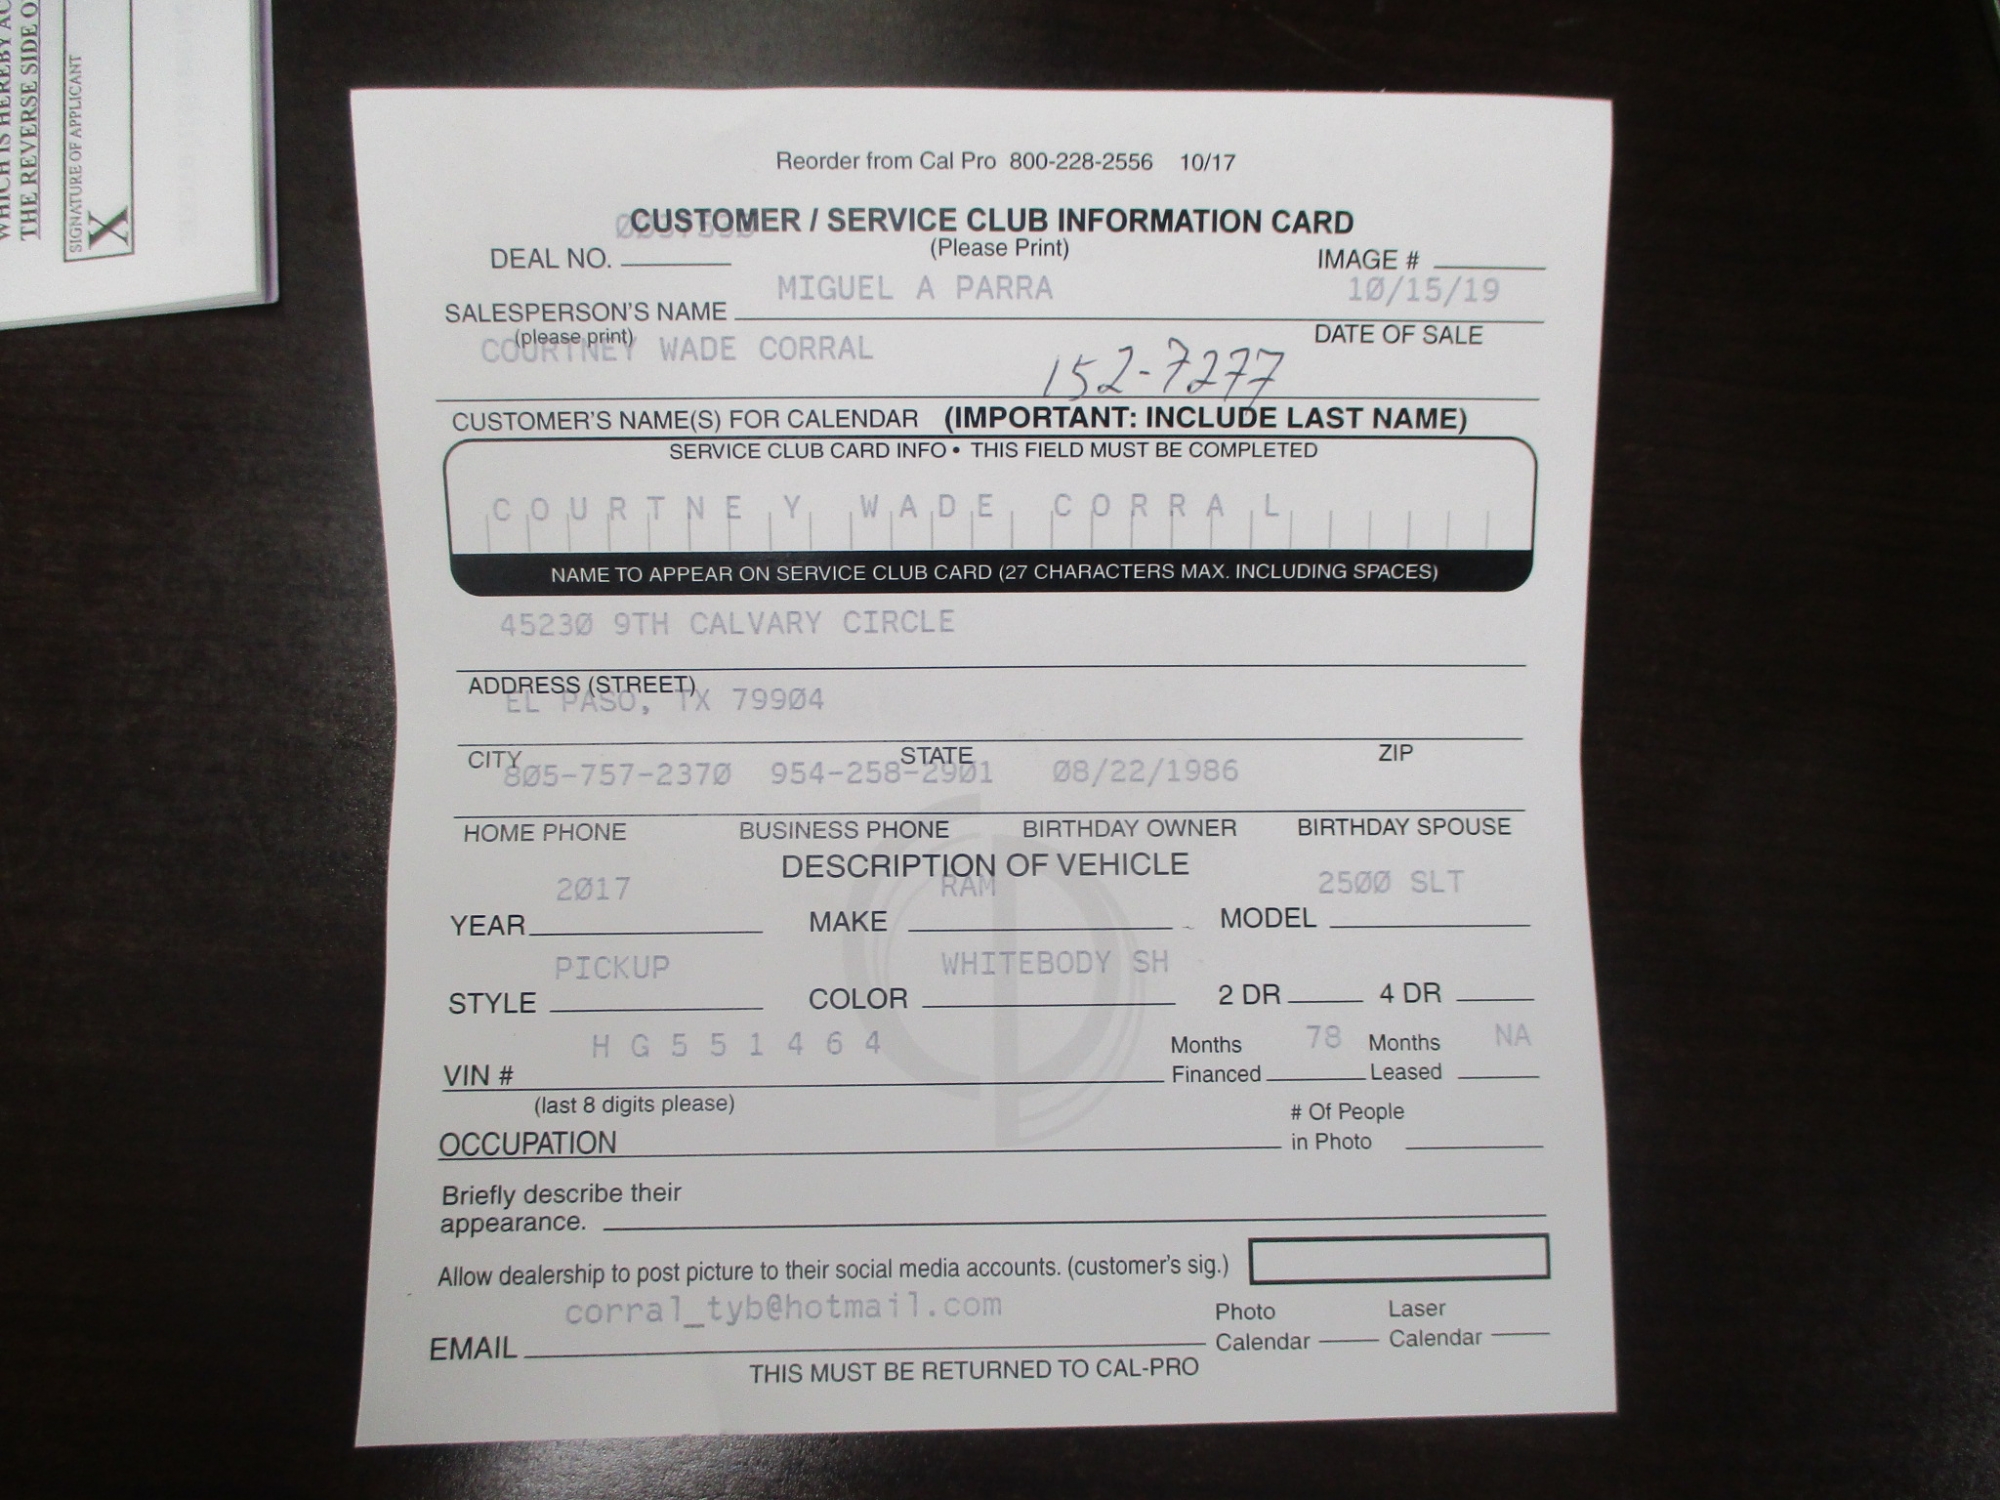 WHICH IS HEREBY AC
THE REVERSE SIDE O
SIGNATURE OF APPLICANT
X
Reorder from Cal Pro 800-228-2556 10/17
CUSTOMER / SERVICE CLUB INFORMATION CARD
(Please Print)
DEAL NO.
IMAGE #
MIGUEL A PARRA
10/15/19
SALESPERSON'S NAME
(please print)
DATE OF SALE
COURTNEY WADE CORRAL
152-7277
CUSTOMER'S NAME(S) FOR CALENDAR (IMPORTANT: INCLUDE LAST NAME)
SERVICE CLUB CARD INFO • THIS FIELD MUST BE COMPLETED
COURTNEY WADE CORRAL
NAME TO APPEAR ON SERVICE CLUB CARD (27 CHARACTERS MAX. INCLUDING SPACES)
45230 9TH CALVARY CIRCLE
ADDRESS (STREET)
EL PASO, TX 79904
CITY STATE ZIP
805-757-2370 954-258-2901 08/22/1986
HOME PHONE BUSINESS PHONE BIRTHDAY OWNER BIRTHDAY SPOUSE
DESCRIPTION OF VEHICLE
2017 RAM 2500 SLT
YEAR MAKE MODEL
PICKUP WHITEBODY SH
STYLE COLOR 2 DR 4 DR
HG551464
Months 78 Months NA
VIN # Financed Leased
(last 8 digits please)
# Of People
OCCUPATION in Photo
Briefly describe their
appearance.
Allow dealership to post picture to their social media accounts. (customer's sig.)
corral_tyb@hotmail.com
Photo Laser
EMAIL Calendar Calendar
THIS MUST BE RETURNED TO CAL-PRO